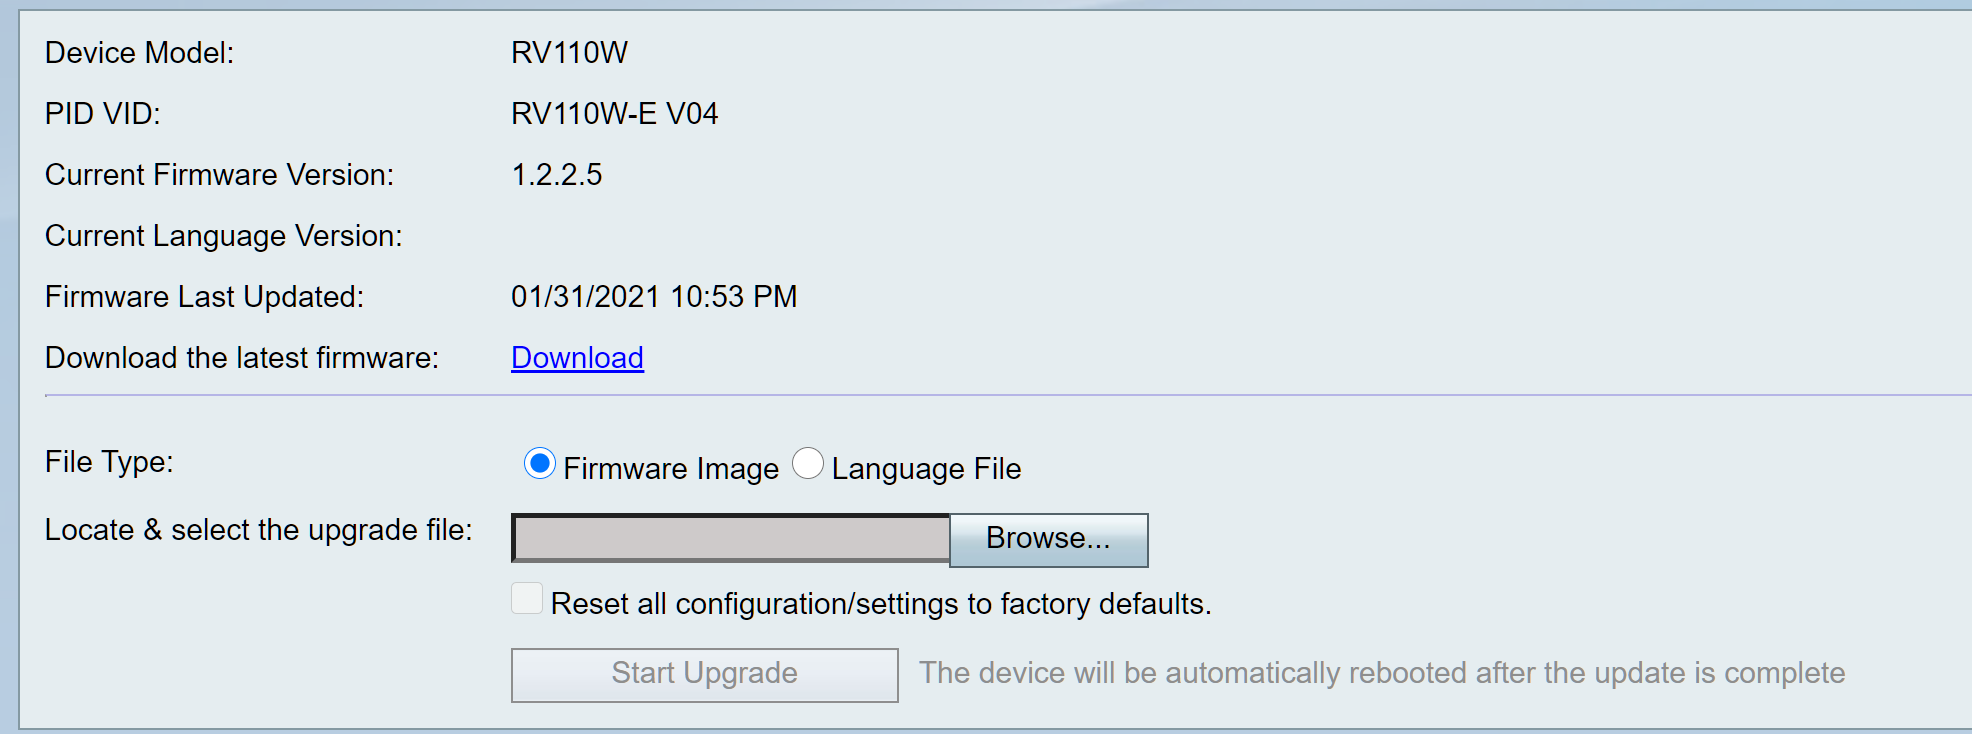 Device Model: RV110W
PID VID: RV110W-E V04
Current Firmware Version: 1.2.2.5
Current Language Version:
Firmware Last Updated: 01/31/2021 10:53 PM
Download the latest firmware: Download
File Type: Firmware Image Language File
Locate & select the upgrade file: Browse...
Reset all configuration/settings to factory defaults.
Start Upgrade The device will be automatically rebooted after the update is complete